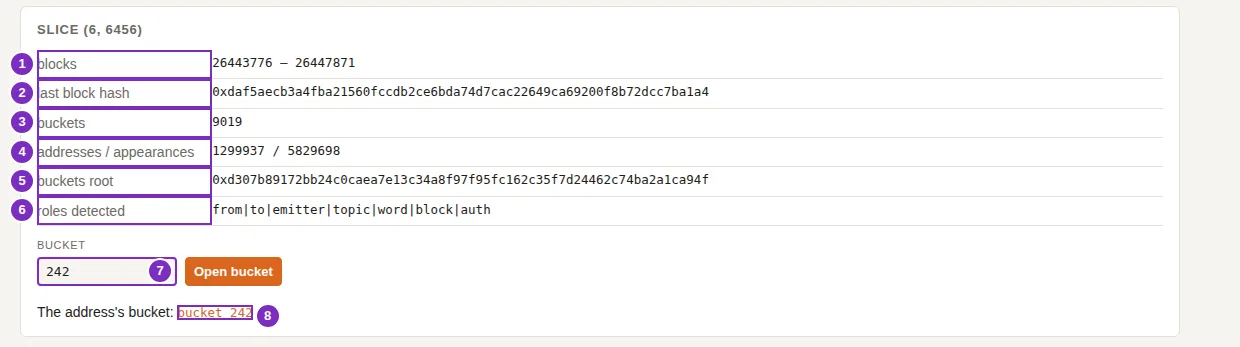 SLICE (6, 6456)
1 blocks 26443776 — 26447871
2 last block hash 0xdaf5aecb3a4fba21560fccdb2ce6bda74d7cac22649ca69200f8b72dcc7ba1a4
3 buckets 9019
4 addresses / appearances 1299937 / 5829698
5 buckets root 0xd307b89172bb24c0caea7e13c34a8f97f95fc162c35f7d24462c74ba2a1ca94f
6 roles detected from|to|emitter|topic|word|block|auth
BUCKET
242 7 Open bucket
The address's bucket: bucket 242 8